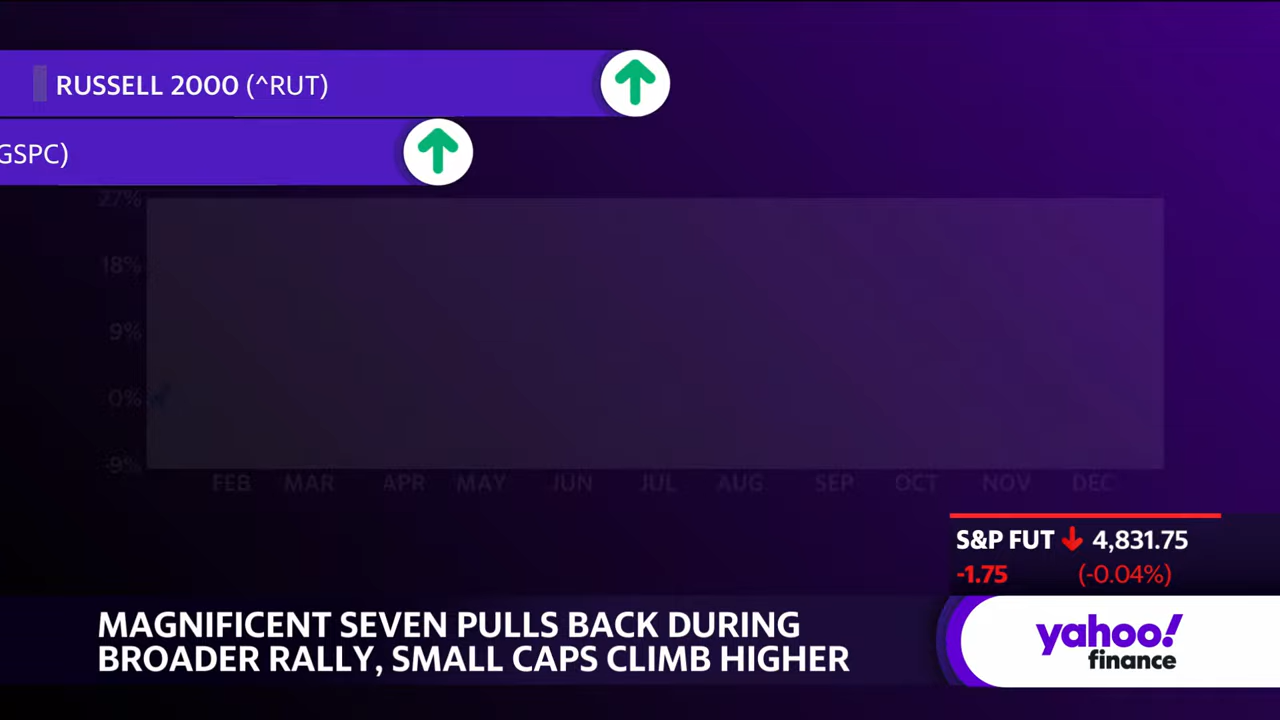 RUSSELL 2000 (^RUT)
GSPC)
27%
18%
9%
0%
-9%
FEB MAR APR MAY JUN JUL AUG SEP OCT NOV DEC
S&P FUT 4,831.75
-1.75 (-0.04%)
MAGNIFICENT SEVEN PULLS BACK DURING
BROADER RALLY, SMALL CAPS CLIMB HIGHER
yahoo!
finance